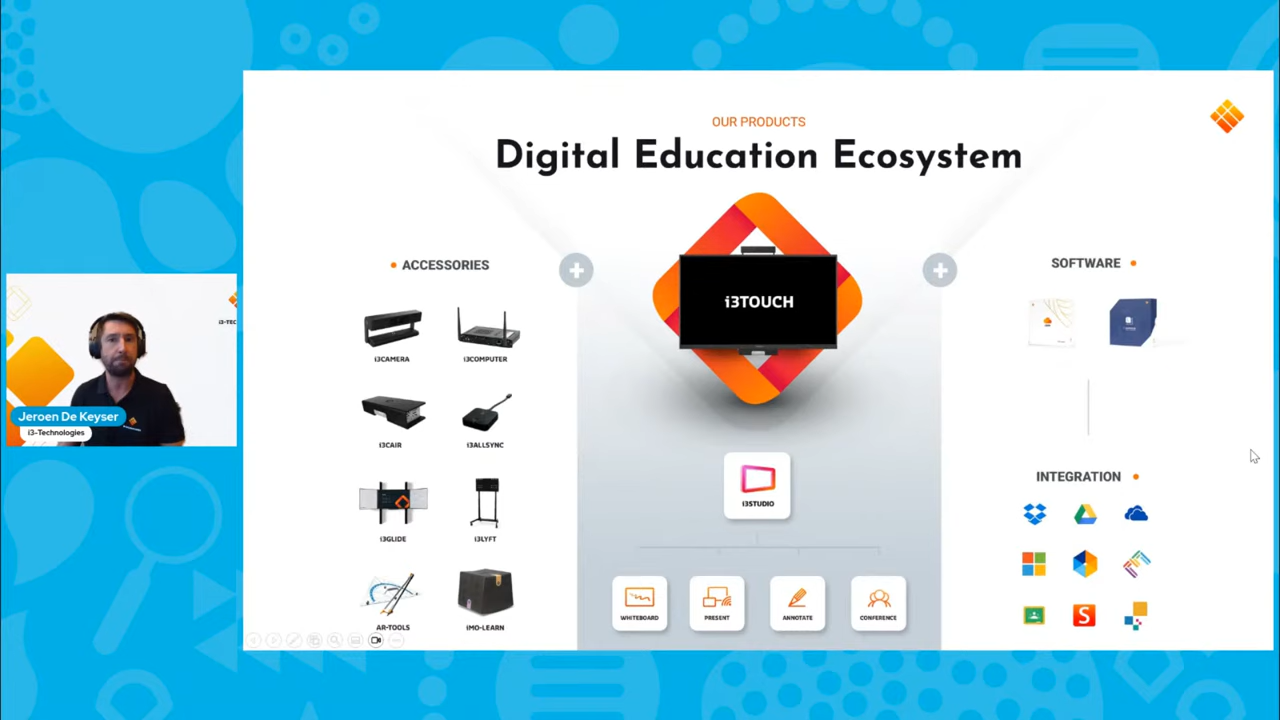 OUR PRODUCTS
Digital Education Ecosystem
ACCESSORIES
i3CAMERA
i3COMPUTER
i3CAIR
i3ALLSYNC
i3GLIDE
i3LYFT
AR-TOOLS
iMO-LEARN
i3TOUCH
i3STUDIO
WHITEBOARD
PRESENT
ANNOTATE
CONFERENCE
SOFTWARE
INTEGRATION
S
Jeroen De Keyser
i3-Technologies